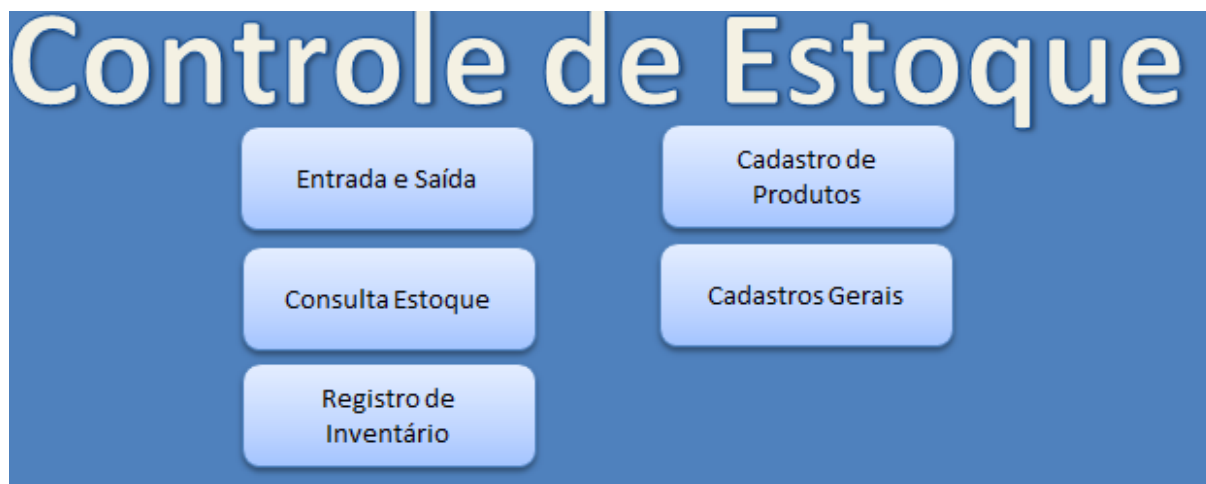 Controle de Estoque
Entrada e Saída
Cadastro de
Produtos
Consulta Estoque
Cadastros Gerais
Registro de
Inventário